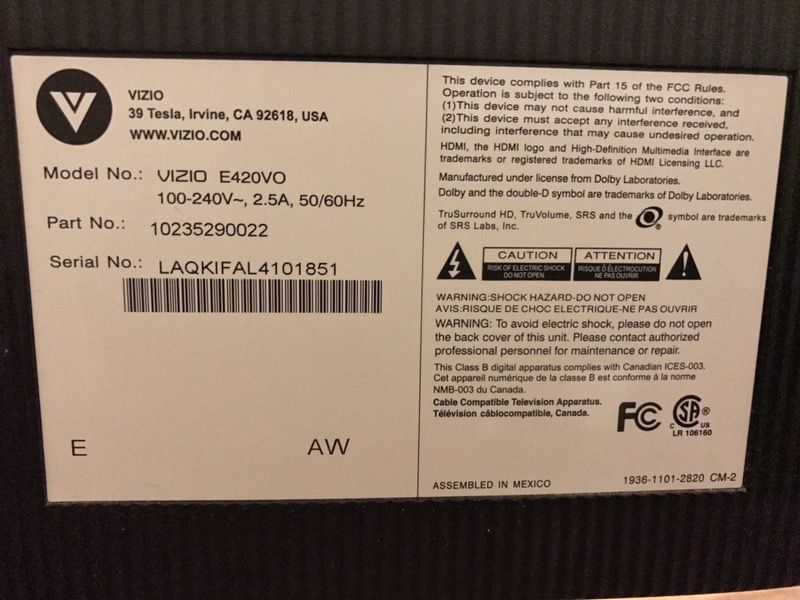 VIZIO
39 Tesla, Irvine, CA 92618, USA
WWW.VIZIO.COM
Model No.: VIZIO E420VO
100-240V~, 2.5A, 50/60Hz
Part No.: 10235290022
Serial No.: LAQKIFAL4101851
E AW
This device complies with Part 15 of the FCC Rules.
Operation is subject to the following two conditions:
(1)This device may not cause harmful interference, and
(2)This device must accept any interference received,
including interference that may cause undesired operation.
HDMI, the HDMI logo and High-Definition Multimedia Interface are
trademarks or registered trademarks of HDMI Licensing LLC.
Manufactured under license from Dolby Laboratories.
Dolby and the double-D symbol are trademarks of Dolby Laboratories.
TruSurround HD, TruVolume, SRS and the ® symbol are trademarks
of SRS Labs, Inc.
CAUTION ATTENTION
RISK OF ELECTRIC SHOCK RISQUE D'ÉLECTROCUTION
DO NOT OPEN NE PAS OUVRIR
WARNING:SHOCK HAZARD-DO NOT OPEN
AVIS:RISQUE DE CHOC ELECTRIQUE-NE PAS OUVRIR
WARNING: To avoid electric shock, please do not open
the back cover of this unit. Please contact authorized
professional personnel for maintenance or repair.
This Class B digital apparatus complies with Canadian ICES-003.
Cet appareil numérique de la classe B est conforme à la norme
NMB-003 du Canada.
Cable Compatible Television Apparatus.
Télévision câblocompatible, Canada.
FC C SA ® US
LR 106160
ASSEMBLED IN MEXICO
1936-1101-2820 CM-2